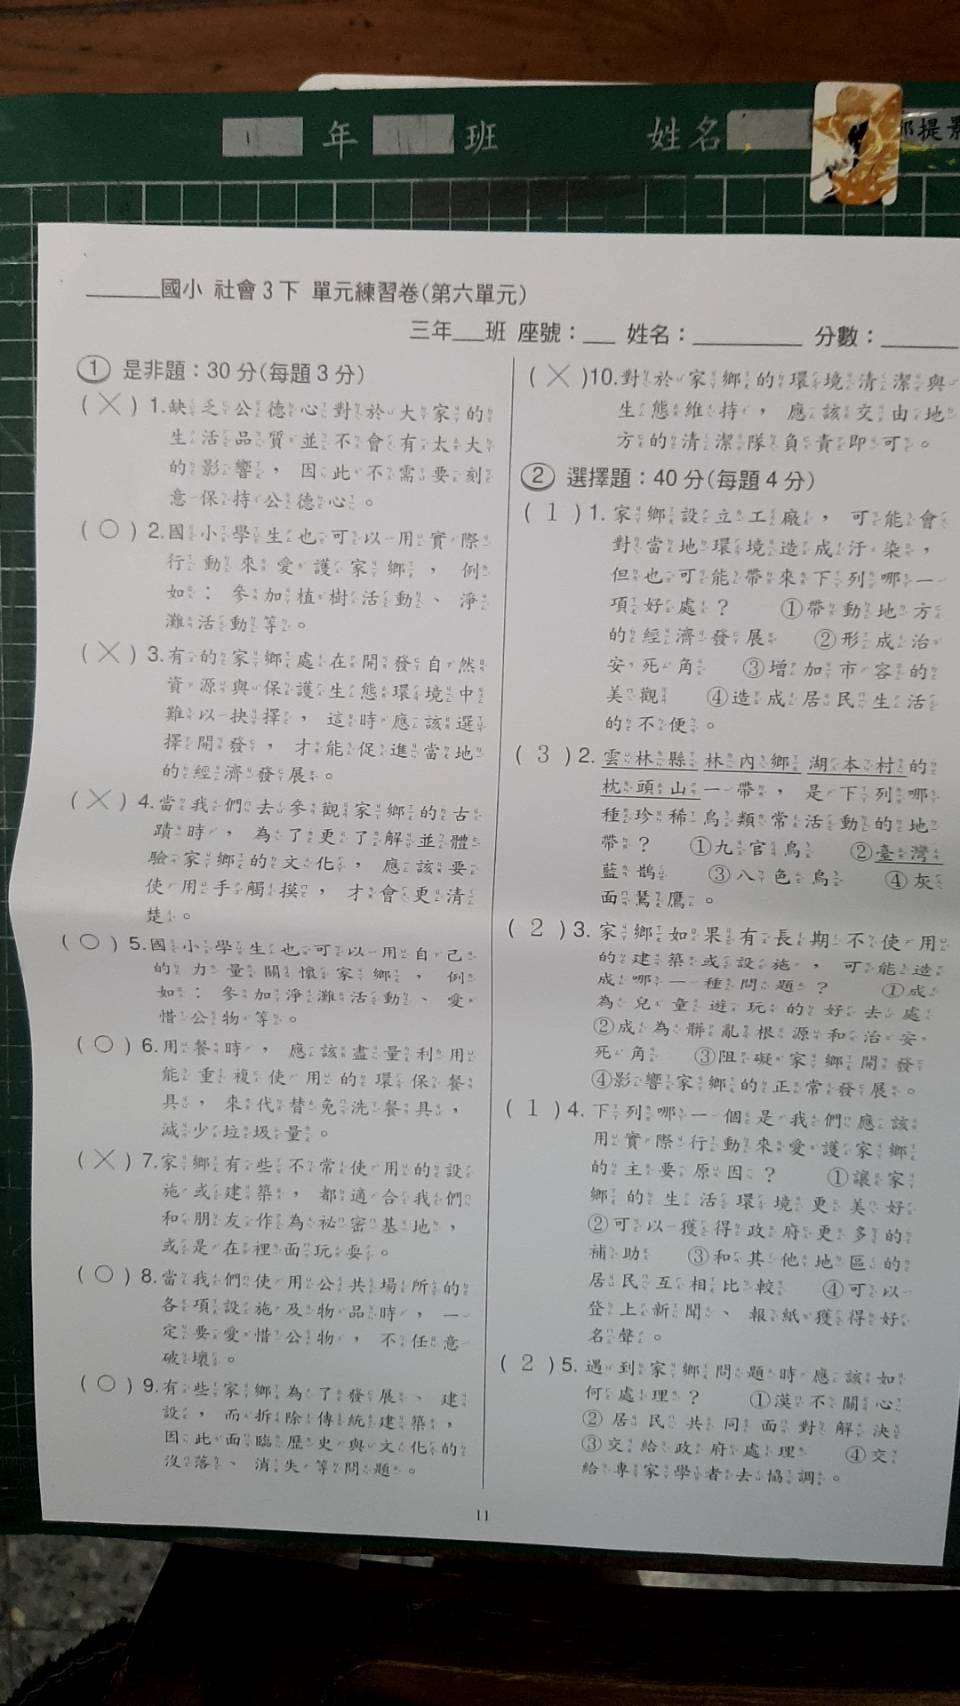 年 班 姓名 提景
國小 社會3下 單元練習卷(第六單元)
三年 班 座號： 姓名： 分數：
① 是非題：30分(每題3分)
(╳) 1.缺乏公德心對於大家的
生活品質並不會有太大
的影響，因此不需要刻
意保持公德心。
(○) 2.國小學生也可以用實際
行動來愛護家鄉，例
如：參加植樹活動、淨
灘活動等。
(╳) 3.有的家鄉處在開發自然
資源與保護生態環境中
難以抉擇，這時應該選
擇開發，才能促進當地
的經濟發展。
(╳) 4.當我們去參觀家鄉的古
蹟時，為了更了解並體
驗家鄉的文化，應該要
使用手觸摸，才會更清
楚。
(○) 5.國小學生也可以用自己
的力量關懷家鄉，例
如：參加淨灘活動、愛
惜公物等。
(○) 6.用餐時，應該盡量利用
能重複使用的環保餐
具，來代替免洗餐具，
減少垃圾量。
(╳) 7.家鄉有些不常使用的設
施或建築，都適合我們
和朋友作為祕密基地，
或是在裡面玩耍。
(○) 8.當我們使用公共場所的
各項設施及物品時，一
定要愛惜公物，不任意
破壞。
(○) 9.有些家鄉為了發展、建
設，而拆除傳統建築，
因此面臨歷史與文化的
沒落、消失等問題。
(╳)10.對於家鄉的環境清潔與
生態維持，應該交由地
方的清潔隊負責即可。
② 選擇題：40分(每題4分)
(1) 1.家鄉設立工廠，可能會
對當地環境造成汙染，
但也可能帶來下列哪一
項好處？ ①帶動地方
的經濟發展 ②形成治
安死角 ③增加市容的
美觀 ④造成居民生活
的不便。
(3) 2.雲林縣林內鄉湖本村的
枕頭山一帶，是下列哪
種珍稀鳥類常活動的地
帶？ ①九官鳥 ②臺灣
藍鵲 ③八色鳥 ④灰
面鵟鷹。
(2) 3.家鄉如果有長期不使用
的建築或設施，可能造
成哪一種問題？ ①成
為兒童遊玩的好去處
②成為髒亂根源和治安
死角 ③阻礙家鄉開發
④影響家鄉的正常發展。
(1) 4.下列哪一個是我們應該
用實際行動來愛護家鄉
的主要原因？ ①讓家
鄉的生活環境更美好
②可以獲得政府更多的
補助 ③和其他地區的
居民互相比較 ④可以
登上新聞、報紙獲得好
名聲。
(2) 5.遇到家鄉問題時應該如
何處理？ ①漠不關心
②居民共同面對解決
③交給政府處理 ④交
給專家學者去協調。
11